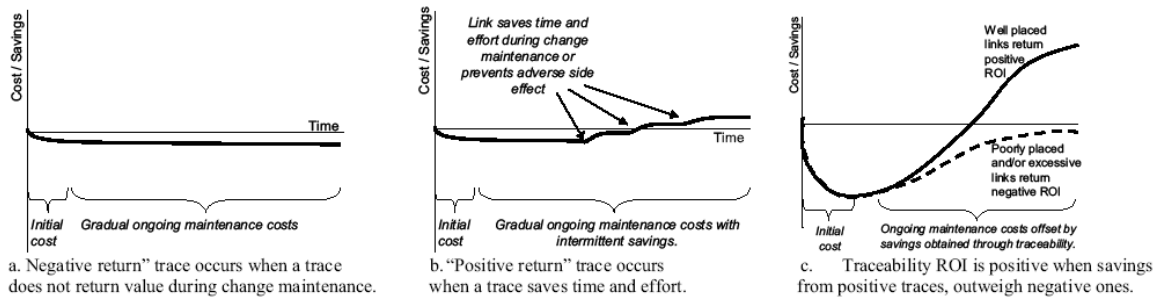 Cost / Savings
Time
Initial
cost
Gradual ongoing maintenance costs
a. Negative return” trace occurs when a trace
does not return value during change maintenance.
Cost / Savings
Link saves time and
effort during change
maintenance or
prevents adverse side
effect
Time
Initial
cost
Gradual ongoing maintenance costs with
intermittent savings.
b. “Positive return” trace occurs
when a trace saves time and effort.
Cost / Savings
Well placed
links return
positive
ROI
Poorly placed
and/or excessive
links return
negative ROI
Initial
cost
Ongoing maintenance costs offset by
savings obtained through traceability.
c. Traceability ROI is positive when savings
from positive traces, outweigh negative ones.